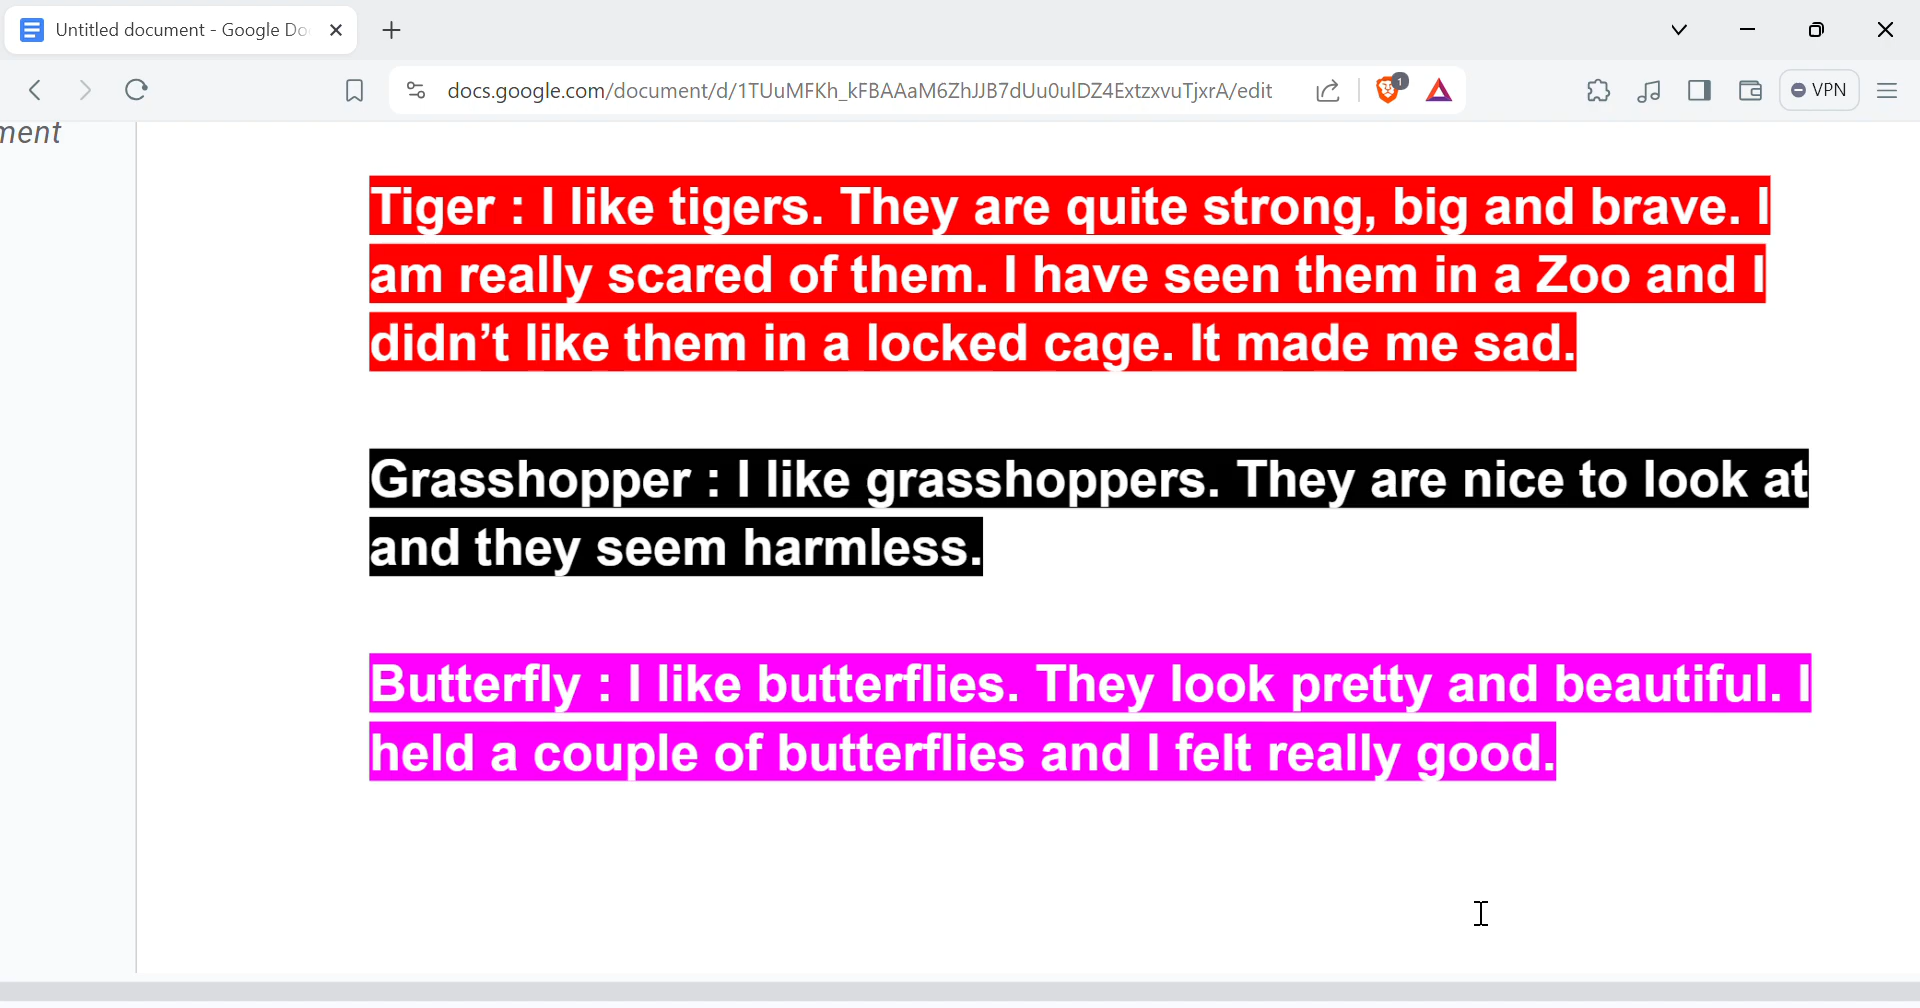 Untitled document - Google Do
docs.google.com/document/d/1TUuMFKh_kFBAAaM6ZhJJB7dUu0uIDZ4ExtzxvuTjxrA/edit
1
VPN
ment
Tiger : I like tigers. They are quite strong, big and brave. I
am really scared of them. I have seen them in a Zoo and I
didn’t like them in a locked cage. It made me sad.
Grasshopper : I like grasshoppers. They are nice to look at
and they seem harmless.
Butterfly : I like butterflies. They look pretty and beautiful. I
held a couple of butterflies and I felt really good.